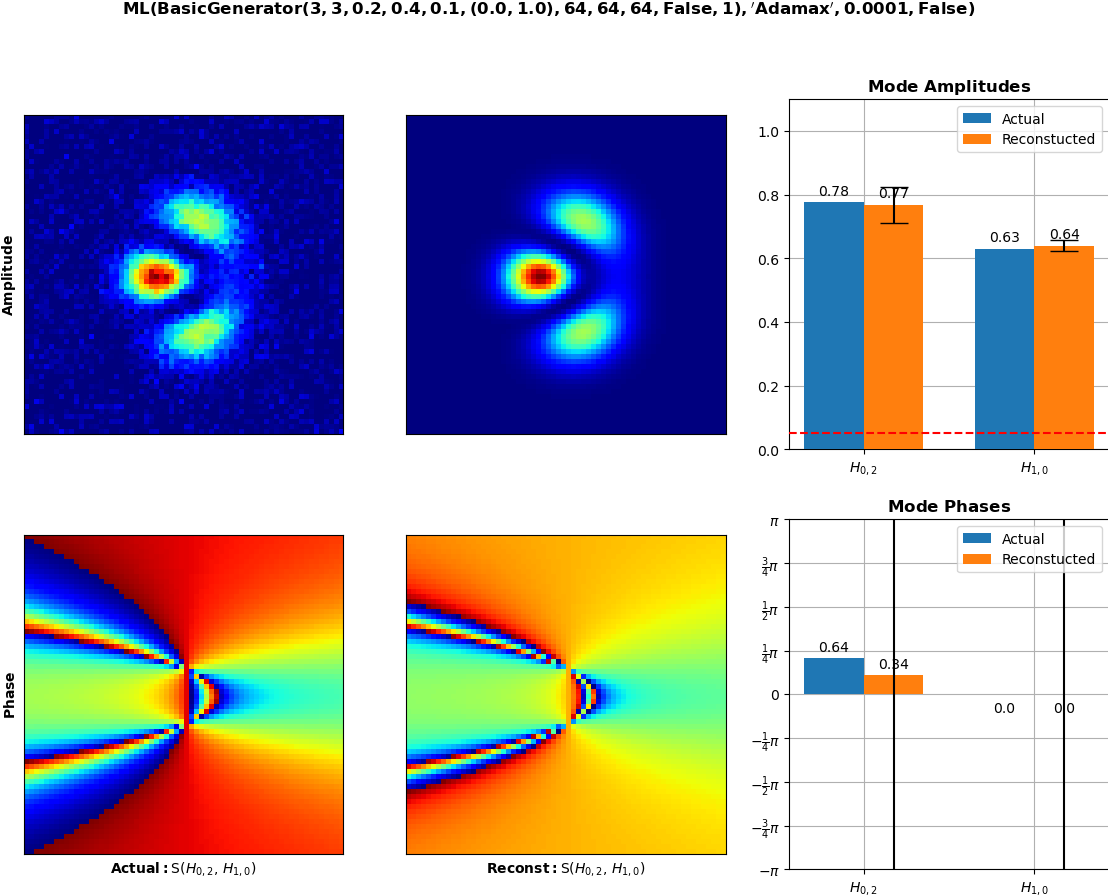 ML(BasicGenerator(3, 3, 0.2, 0.4, 0.1, (0.0, 1.0), 64, 64, 64, False, 1), ′Adamax′, 0.0001, False)
Amplitude
Mode Amplitudes
Actual
Reconstucted
1.0
0.8
0.6
0.4
0.2
0.0
0.78
0.77
0.63
0.64
H0, 2
H1, 0
Phase
Actual: S(H0, 2, H1, 0)
Reconst: S(H0, 2, H1, 0)
Mode Phases
Actual
Reconstucted
π
3/4π
1/2π
1/4π
0
−1/4π
−1/2π
−3/4π
−π
0.64
0.34
0.0
0.0
H0, 2
H1, 0